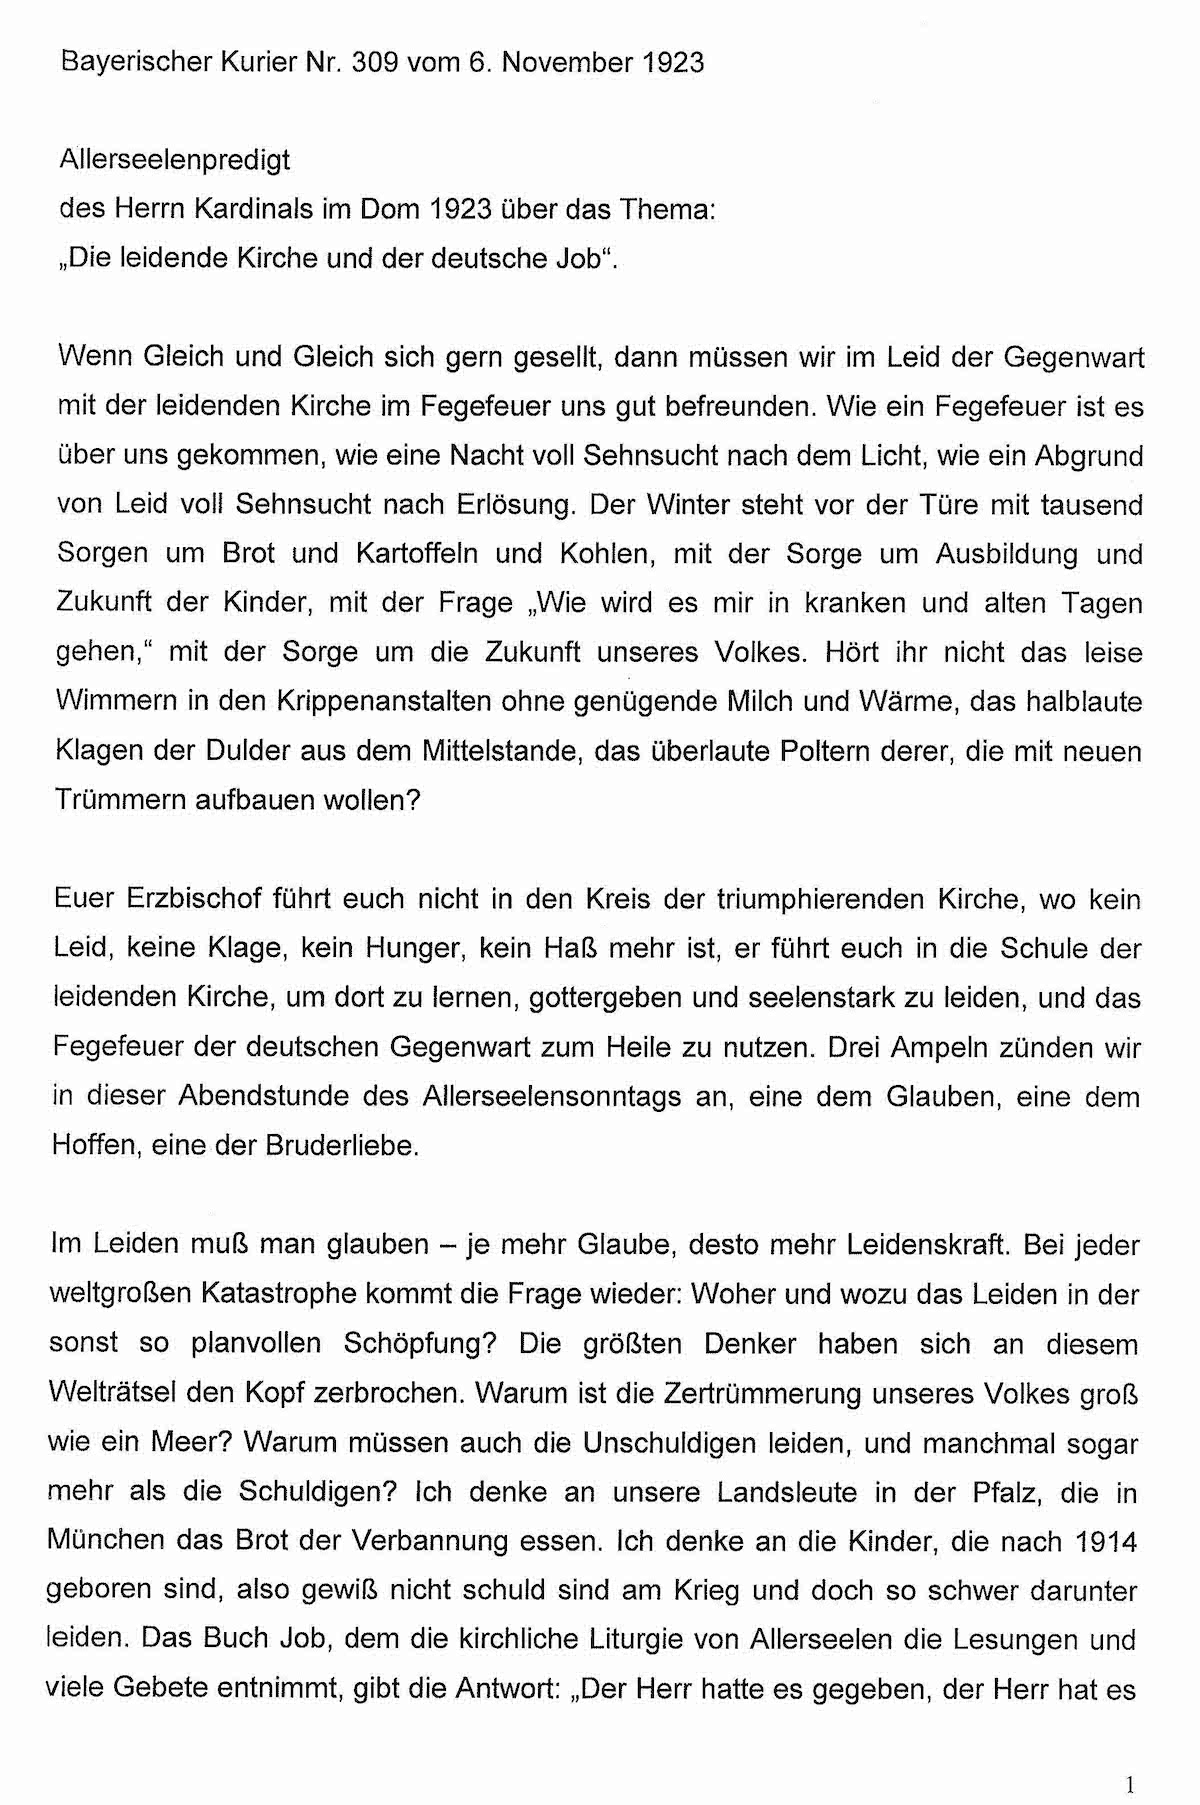 Bayerischer Kurier Nr. 309 vom 6. November 1923
Allerseelenpredigt
des Herrn Kardinals im Dom 1923 über das Thema:
„Die leidende Kirche und der deutsche Job“.
Wenn Gleich und Gleich sich gern gesellt, dann müssen wir im Leid der Gegenwart
mit der leidenden Kirche im Fegefeuer uns gut befreunden. Wie ein Fegefeuer ist es
über uns gekommen, wie eine Nacht voll Sehnsucht nach dem Licht, wie ein Abgrund
von Leid voll Sehnsucht nach Erlösung. Der Winter steht vor der Türe mit tausend
Sorgen um Brot und Kartoffeln und Kohlen, mit der Sorge um Ausbildung und
Zukunft der Kinder, mit der Frage „Wie wird es mir in kranken und alten Tagen
gehen,“ mit der Sorge um die Zukunft unseres Volkes. Hört ihr nicht das leise
Wimmern in den Krippenanstalten ohne genügende Milch und Wärme, das halblaute
Klagen der Dulder aus dem Mittelstande, das überlaute Poltern derer, die mit neuen
Trümmern aufbauen wollen?
Euer Erzbischof führt euch nicht in den Kreis der triumphierenden Kirche, wo kein
Leid, keine Klage, kein Hunger, kein Haß mehr ist, er führt euch in die Schule der
leidenden Kirche, um dort zu lernen, gottergeben und seelenstark zu leiden, und das
Fegefeuer der deutschen Gegenwart zum Heile zu nutzen. Drei Ampeln zünden wir
in dieser Abendstunde des Allerseelensonntags an, eine dem Glauben, eine dem
Hoffen, eine der Bruderliebe.
Im Leiden muß man glauben – je mehr Glaube, desto mehr Leidenskraft. Bei jeder
weltgroßen Katastrophe kommt die Frage wieder: Woher und wozu das Leiden in der
sonst so planvollen Schöpfung? Die größten Denker haben sich an diesem
Welträtsel den Kopf zerbrochen. Warum ist die Zertrümmerung unseres Volkes groß
wie ein Meer? Warum müssen auch die Unschuldigen leiden, und manchmal sogar
mehr als die Schuldigen? Ich denke an unsere Landsleute in der Pfalz, die in
München das Brot der Verbannung essen. Ich denke an die Kinder, die nach 1914
geboren sind, also gewiß nicht schuld sind am Krieg und doch so schwer darunter
leiden. Das Buch Job, dem die kirchliche Liturgie von Allerseelen die Lesungen und
viele Gebete entnimmt, gibt die Antwort: „Der Herr hatte es gegeben, der Herr hat es
1